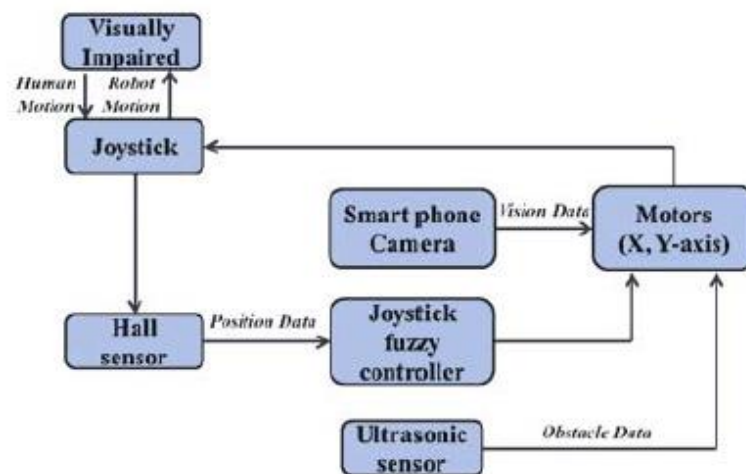 Visually
Impaired
Human
Motion
Robot
Motion
Joystick
Smart phone
Camera
Vision Data
Motors
(X, Y-axis)
Hall
sensor
Position Data
Joystick
fuzzy
controller
Ultrasonic
sensor
Obstacle Data